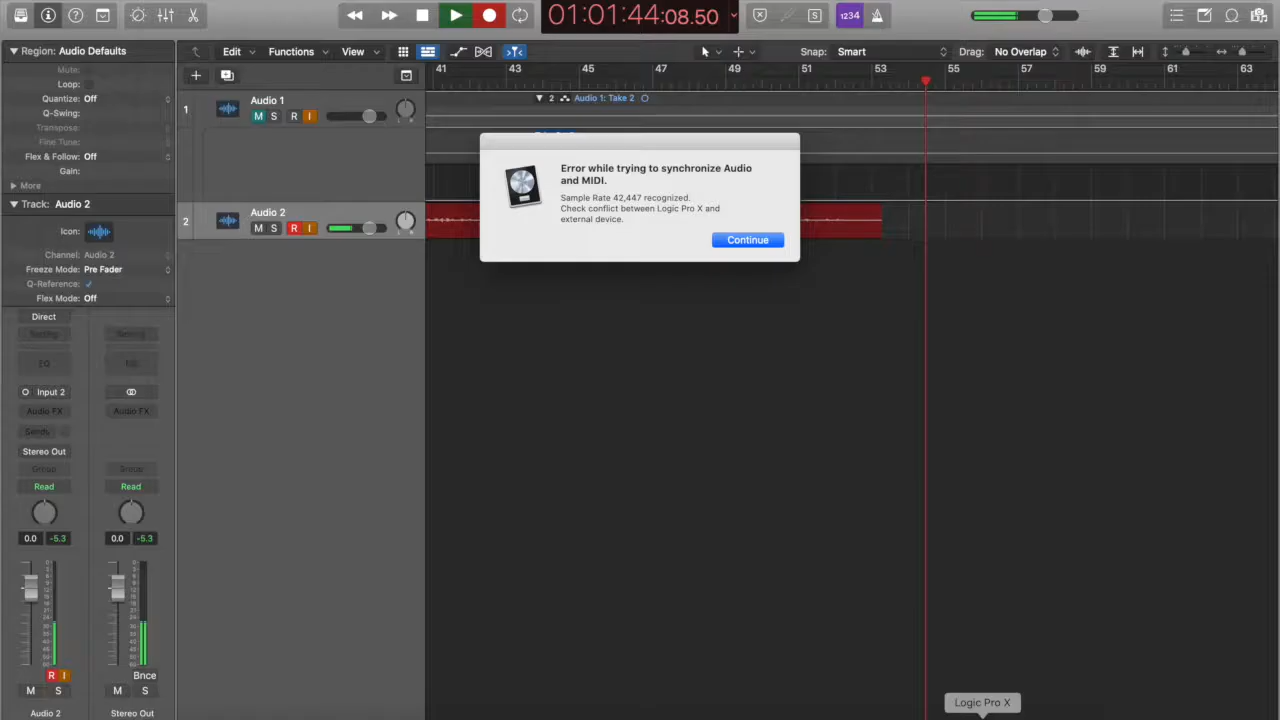 01:01:44:08.50
1234
S
Region: Audio Defaults
Mute:
Loop:
Quantize: Off
Q-Swing:
Transpose:
Fine Tune:
Flex & Follow: Off
Gain:
More
Track: Audio 2
Icon:
Channel: Audio 2
Freeze Mode: Pre Fader
Q-Reference:
Flex Mode: Off
Edit Functions View
Snap: Smart
Drag: No Overlap
41 43 45 47 49 51 53 55 57 59 61 63
1
Audio 1
M S R I
L R
2 Audio 1: Take 2
2
Audio 2
M S R I
L R
Error while trying to synchronize Audio
and MIDI.
Sample Rate 42,447 recognized.
Check conflict between Logic Pro X and
external device.
Continue
Direct
Setting Setting
EQ EQ
Input 2
Audio FX Audio FX
Sends
Stereo Out
Group Group
Read Read
0.0 -5.3 0.0 -5.3
R I Bnce
M S M S
Audio 2 Stereo Out
Logic Pro X